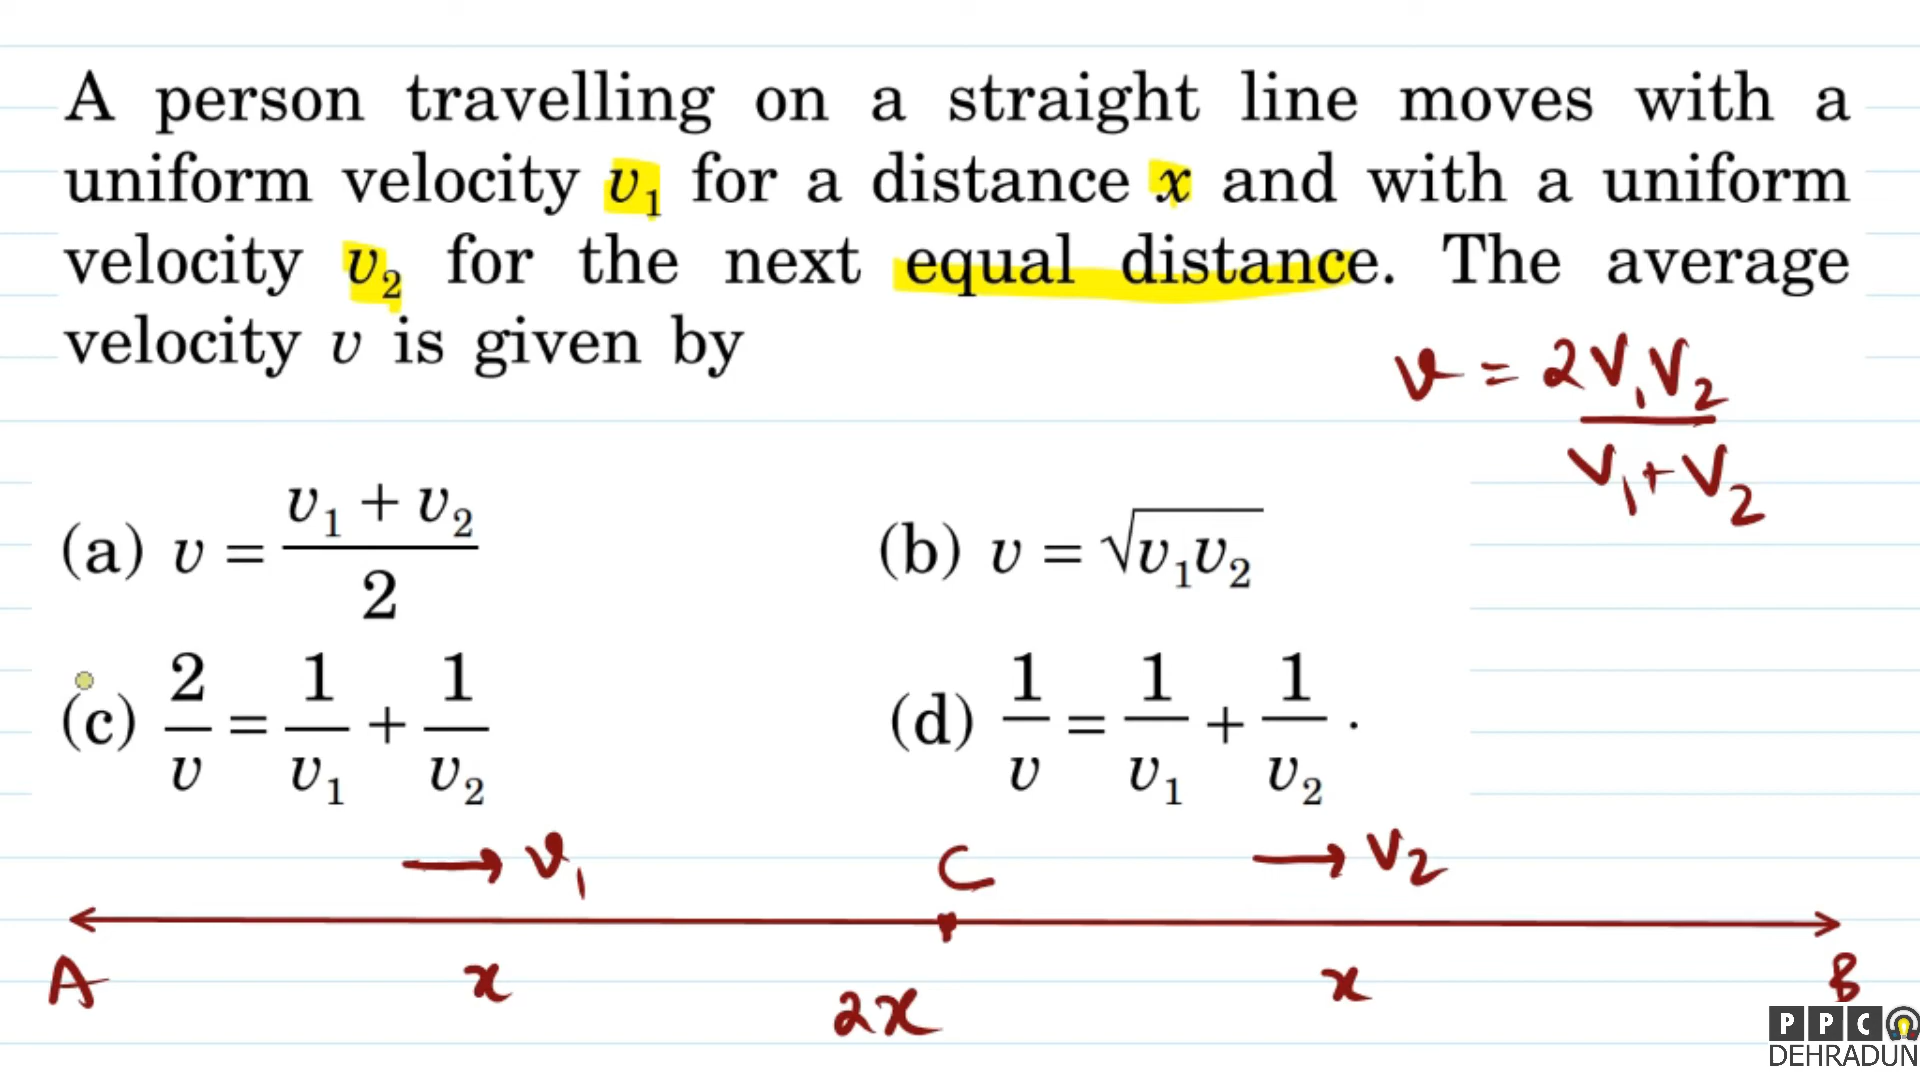 A person travelling on a straight line moves with a
uniform velocity v₁ for a distance x and with a uniform
velocity v₂ for the next equal distance. The average
velocity v is given by
v = 2V₁V₂ / V₁+V₂
(a) v = (v₁ + v₂) / 2
(b) v = √v₁v₂
(c) 2/v = 1/v₁ + 1/v₂
(d) 1/v = 1/v₁ + 1/v₂ .
→ v₁ C → V₂
A x 2x x B
PPC
DEHRADUN